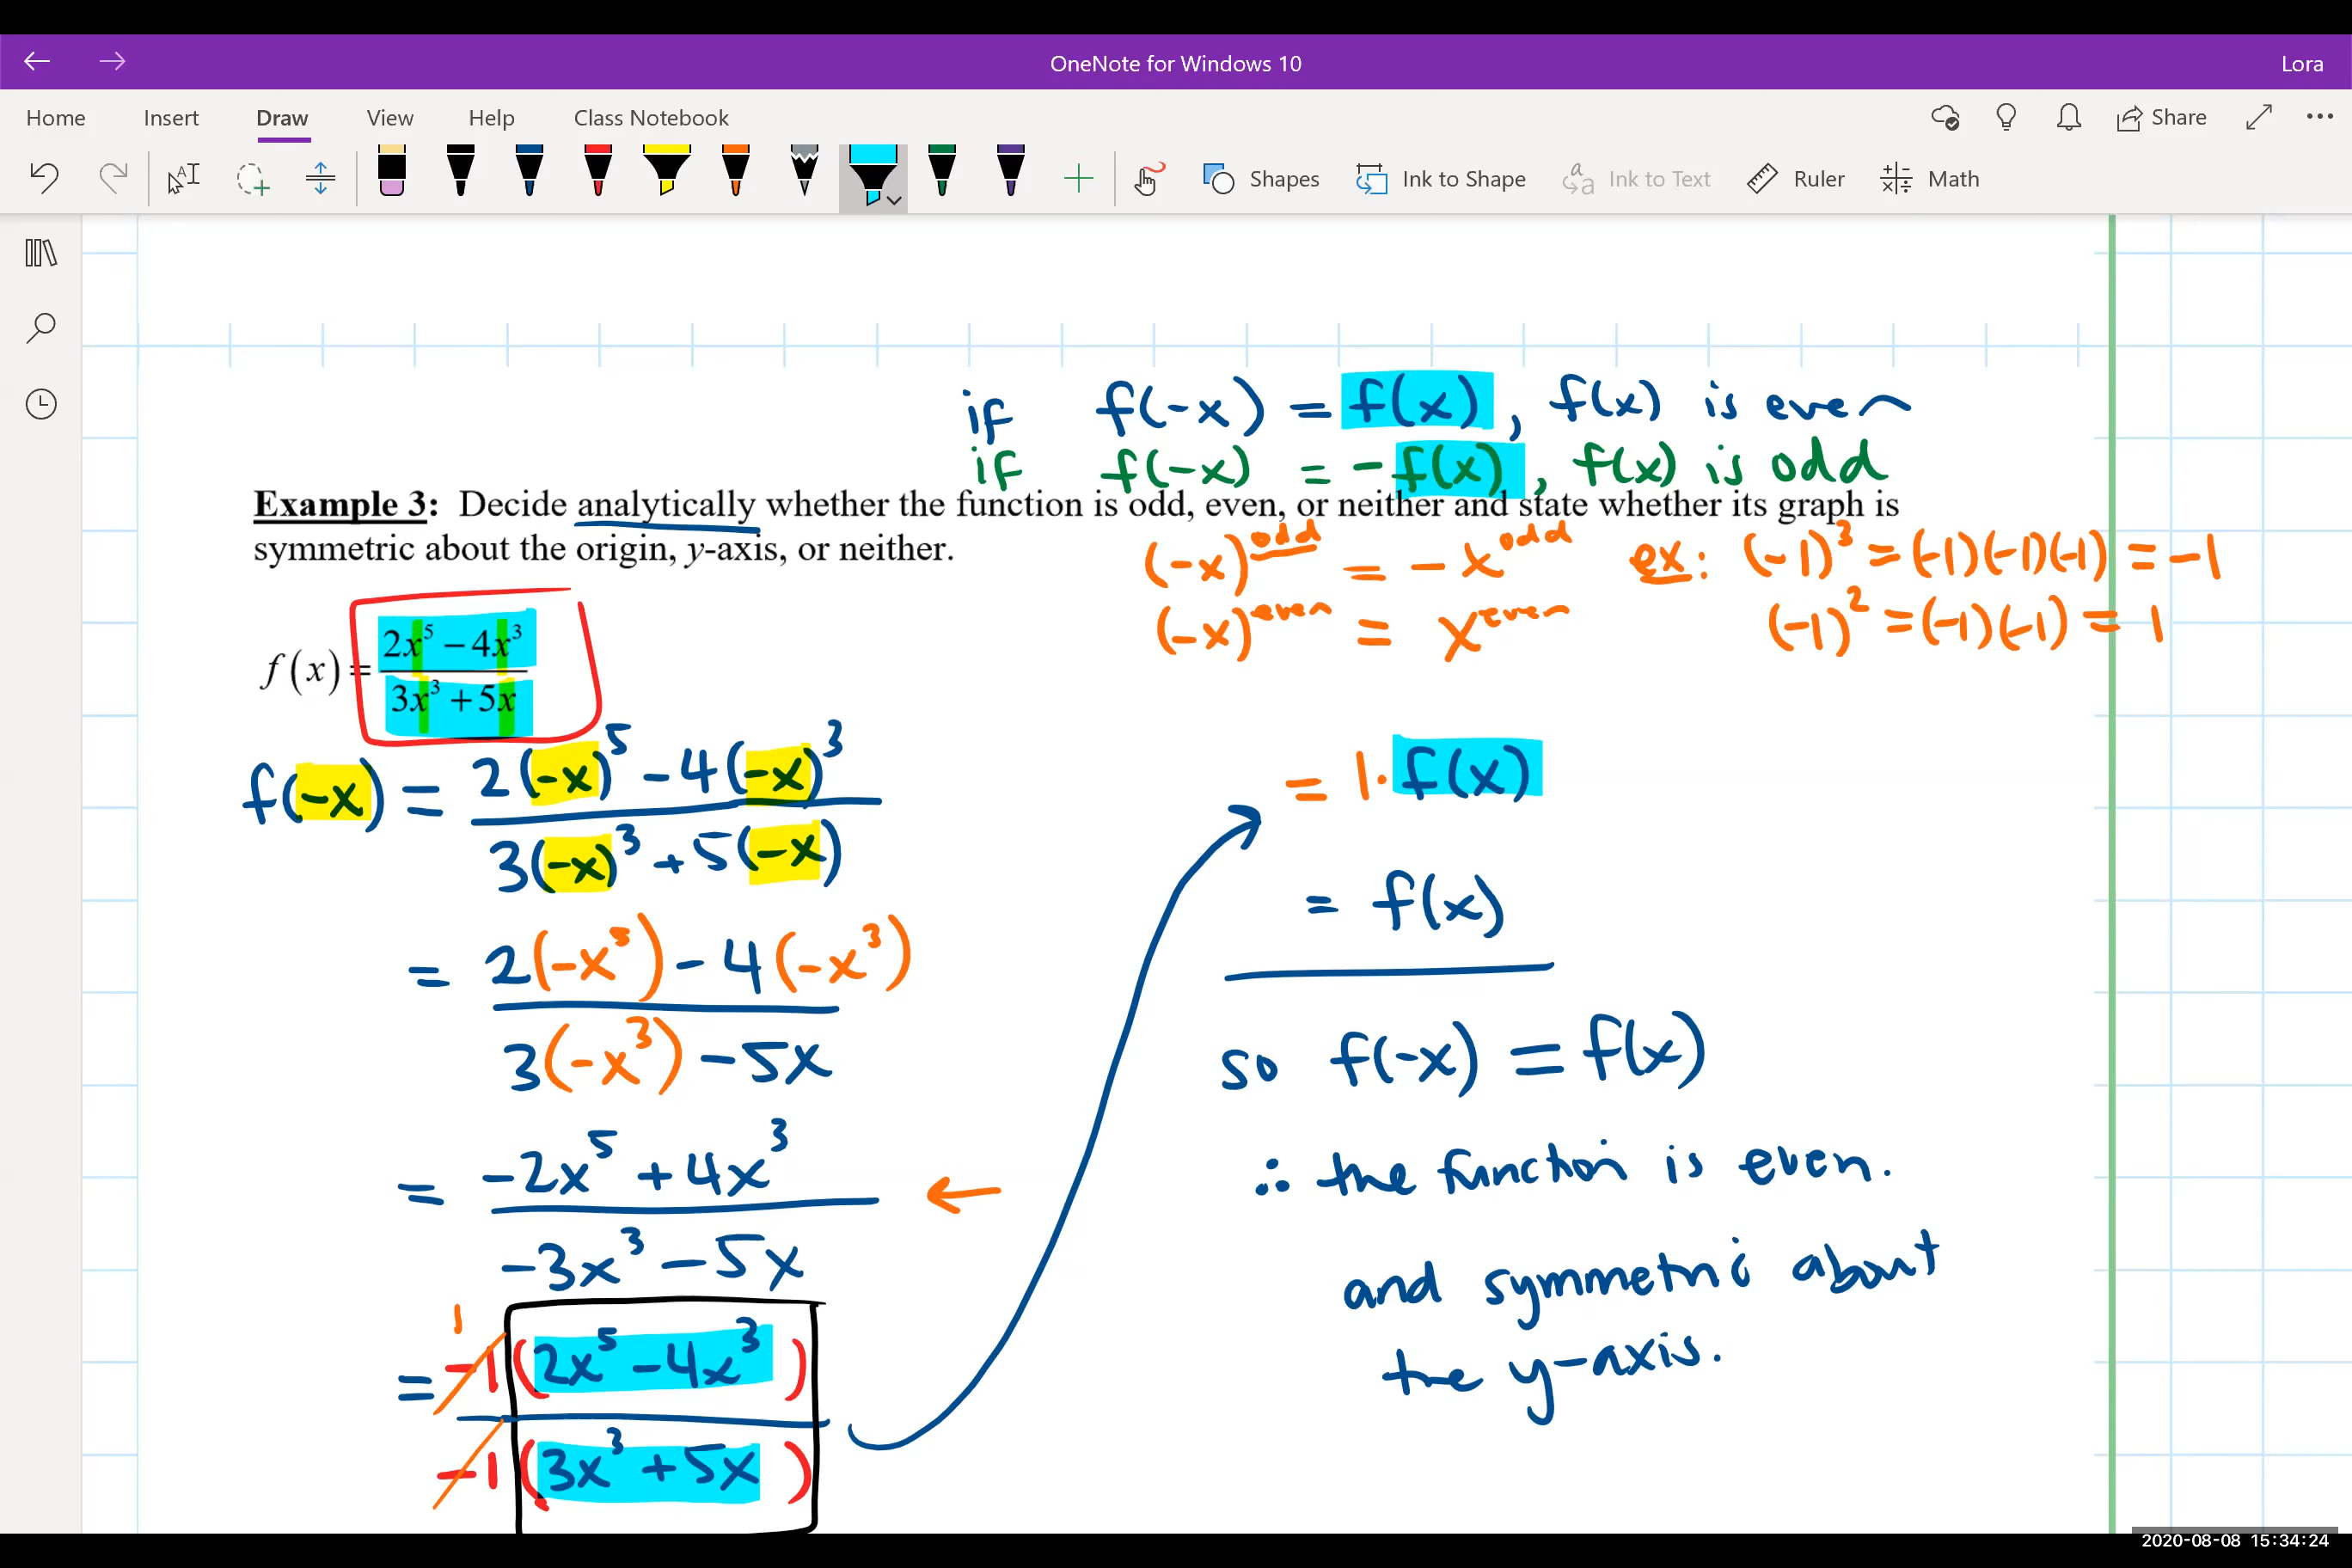 OneNote for Windows 10
Lora
Home Insert Draw View Help Class Notebook
Share
Shapes Ink to Shape Ink to Text Ruler Math
if f(-x) = f(x), f(x) is even
if f(-x) = -f(x), f(x) is odd
Example 3: Decide analytically whether the function is odd, even, or neither and state whether its graph is
symmetric about the origin, y-axis, or neither.
(-x)^odd = -x^odd ex: (-1)^3 = (-1)(-1)(-1) = -1
(-x)^even = x^even (-1)^2 = (-1)(-1) = 1
f(x) = (2x^5 - 4x^3)/(3x^3 + 5x)
f(-x) = (2(-x)^5 - 4(-x)^3)/(3(-x)^3 + 5(-x))
= (2(-x^5) - 4(-x^3))/(3(-x^3) - 5x)
= (-2x^5 + 4x^3)/(-3x^3 - 5x)
1
= -1(2x^5 - 4x^3)/-1(3x^3 + 5x)
= 1·f(x)
= f(x)
so f(-x) = f(x)
∴ the function is even.
and symmetric about
the y-axis.
2020-08-08 15:34:24